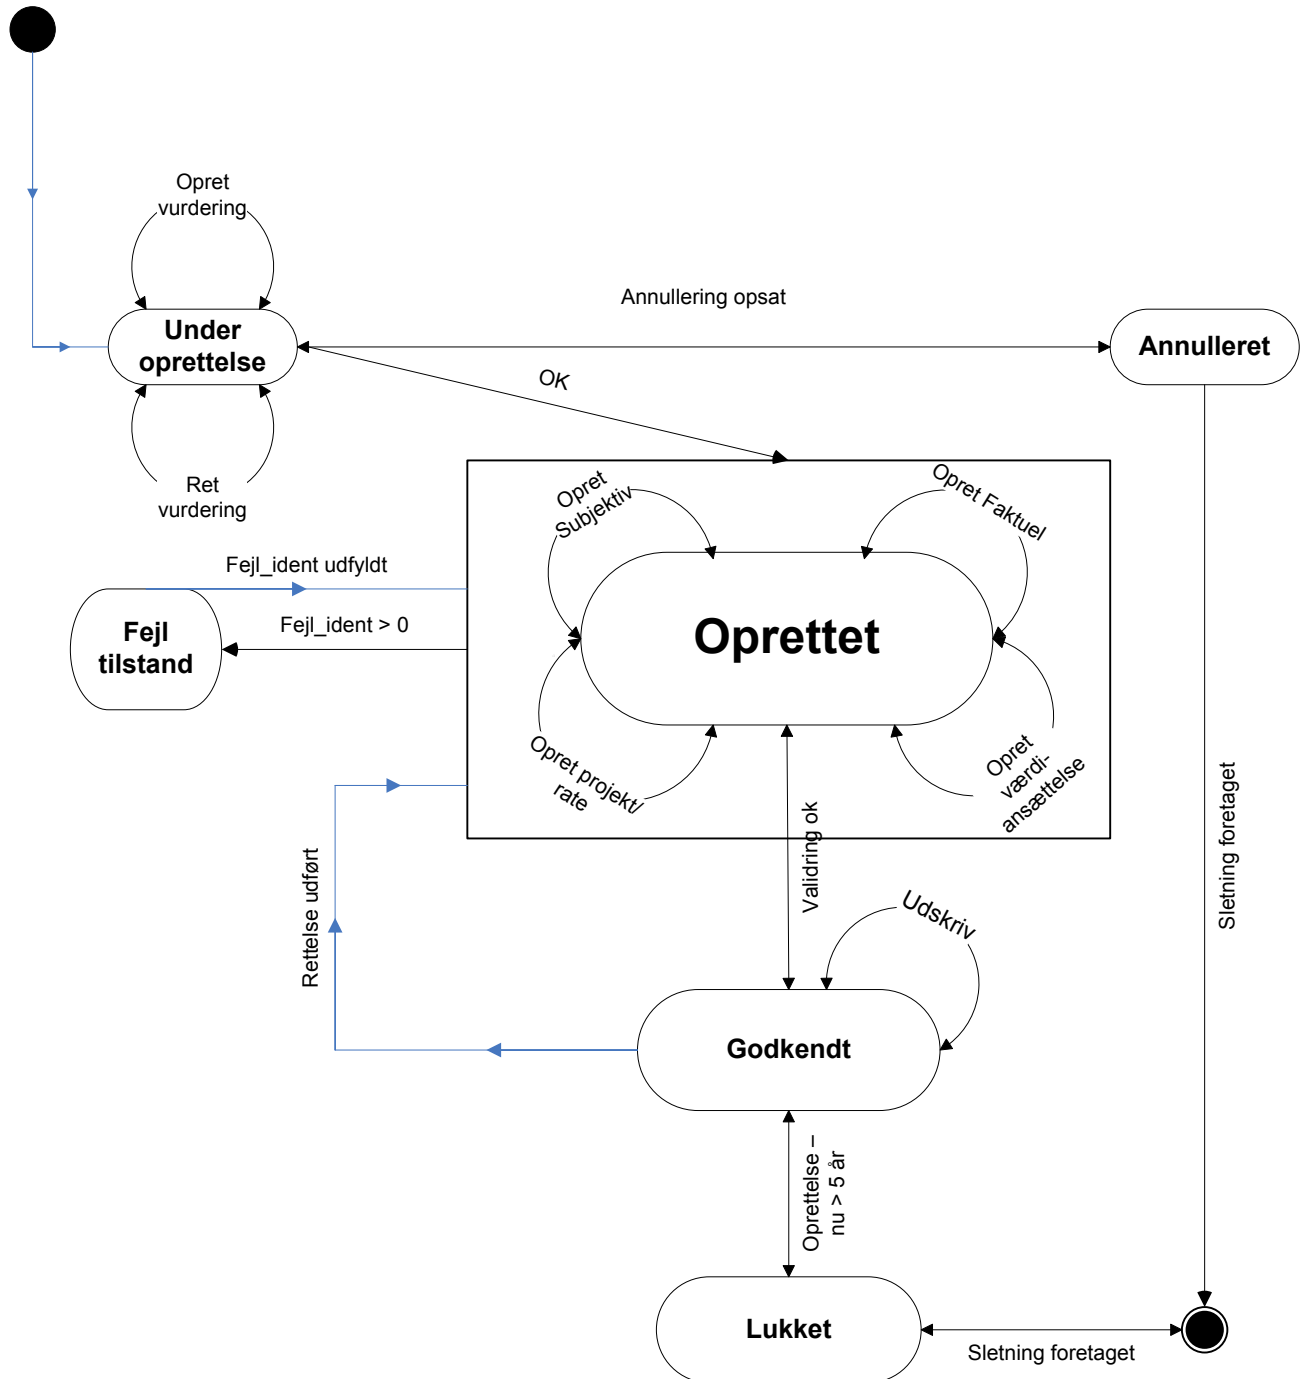 Opret
vurdering
Annullering opsat
Under
oprettelse
Annulleret
OK
Ret
vurdering
Opret
Subjektiv
Opret Faktuel
Fejl_ident udfyldt
Fejl_ident > 0
Fejl
tilstand
Oprettet
Opret projekt/
rate
Opret
værdi-
ansættelse
Validring ok
Sletning foretaget
Rettelse udført
Udskriv
Godkendt
Oprettelse –
nu > 5 år
Lukket
Sletning foretaget